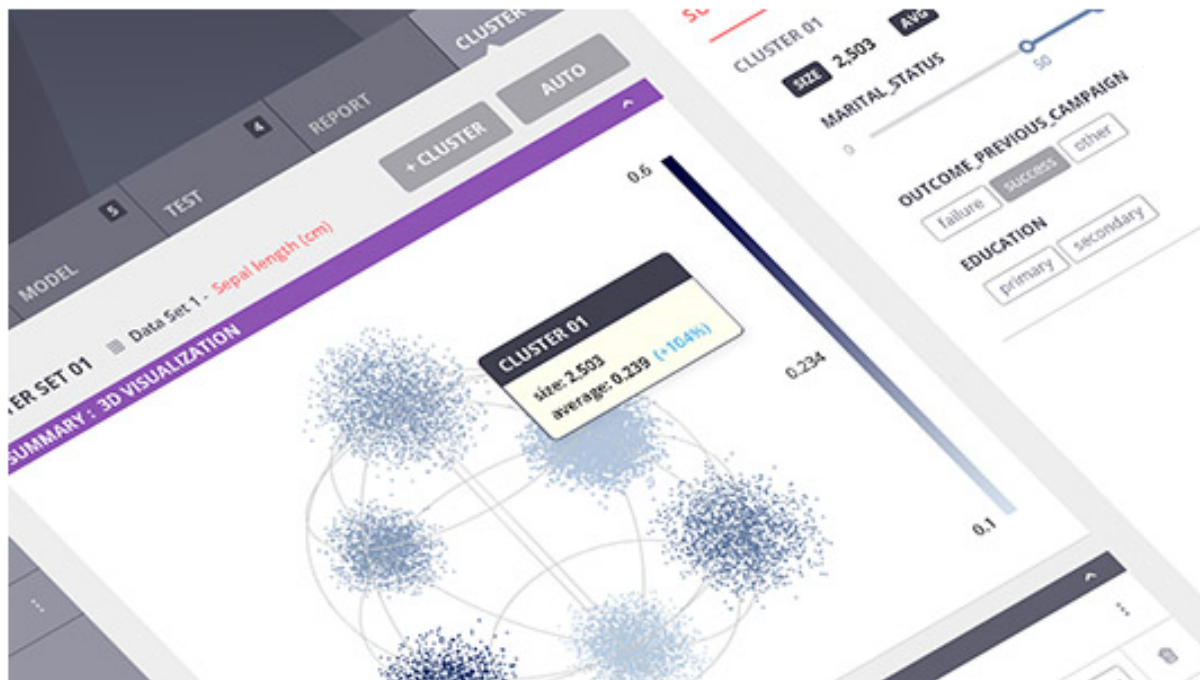 CLUSTER
5
4
MODEL
TEST
REPORT
+ CLUSTER
AUTO
TER SET 01
Data Set 1 - Sepal length (cm)
SUMMARY : 3D VISUALIZATION
CLUSTER 01
size: 2,503
average: 0.239 (+104%)
0.6
0.234
0.1
CLUSTER 01
SIZE 2,503 AVG
MARITAL_STATUS
0
50
OUTCOME_PREVIOUS_CAMPAIGN
failure success other
EDUCATION
primary secondary